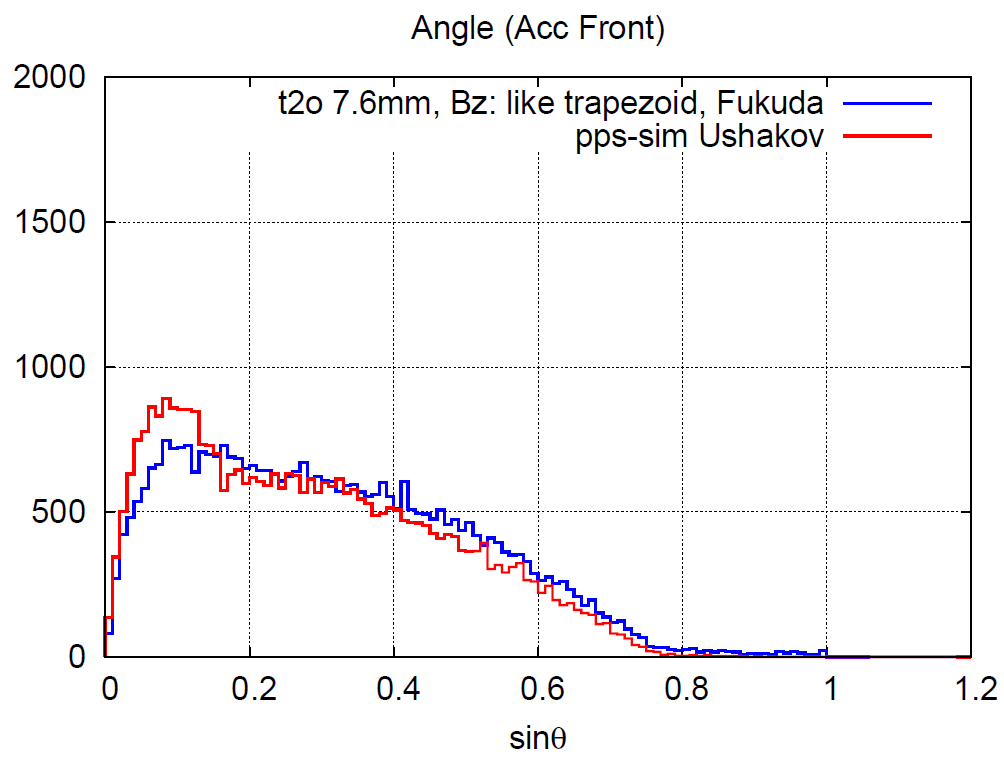 Angle (Acc Front)
2000
t2o 7.6mm, Bz: like trapezoid, Fukuda
pps-sim Ushakov
1500
1000
500
0
0 0.2 0.4 0.6 0.8 1 1.2
sinθ